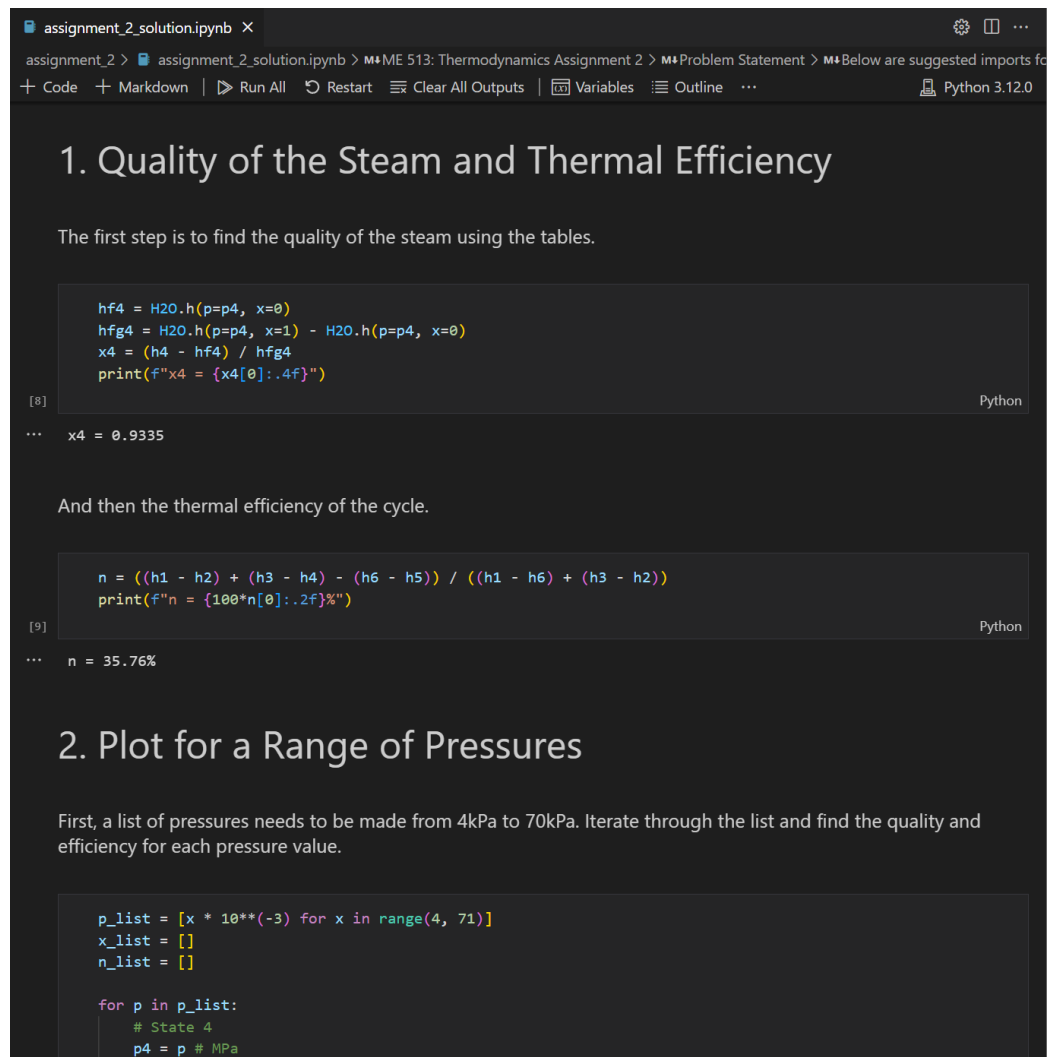 assignment_2_solution.ipynb
assignment_2 > assignment_2_solution.ipynb > M↓ME 513: Thermodynamics Assignment 2 > M↓Problem Statement > M↓Below are suggested imports fo
+ Code + Markdown | Run All Restart Clear All Outputs | Variables Outline ... Python 3.12.0
1. Quality of the Steam and Thermal Efficiency
The first step is to find the quality of the steam using the tables.
hf4 = H2O.h(p=p4, x=0)
hfg4 = H2O.h(p=p4, x=1) - H2O.h(p=p4, x=0)
x4 = (h4 - hf4) / hfg4
print(f"x4 = {x4[0]:.4f}")
[8] Python
... x4 = 0.9335
And then the thermal efficiency of the cycle.
n = ((h1 - h2) + (h3 - h4) - (h6 - h5)) / ((h1 - h6) + (h3 - h2))
print(f"n = {100*n[0]:.2f}%")
[9] Python
... n = 35.76%
2. Plot for a Range of Pressures
First, a list of pressures needs to be made from 4kPa to 70kPa. Iterate through the list and find the quality and
efficiency for each pressure value.
p_list = [x * 10**(-3) for x in range(4, 71)]
x_list = []
n_list = []
for p in p_list:
# State 4
p4 = p # MPa